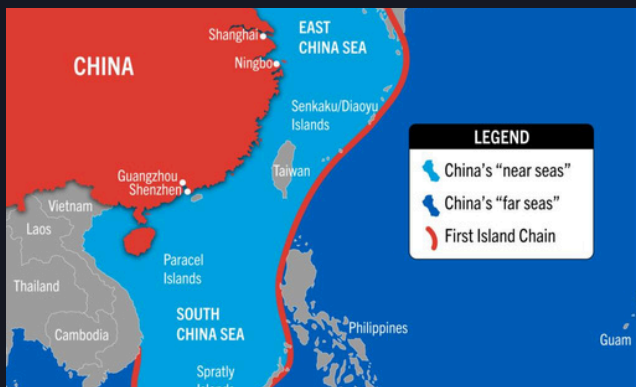 Shanghai
EAST
CHINA SEA
CHINA
Ningbo
Senkaku/Diaoyu
Islands
LEGEND
China's “near seas”
China's “far seas”
First Island Chain
Guangzhou
Shenzhen
Taiwan
Vietnam
Laos
Paracel
Islands
Thailand
SOUTH
CHINA SEA
Cambodia
Philippines
Guam
Spratly